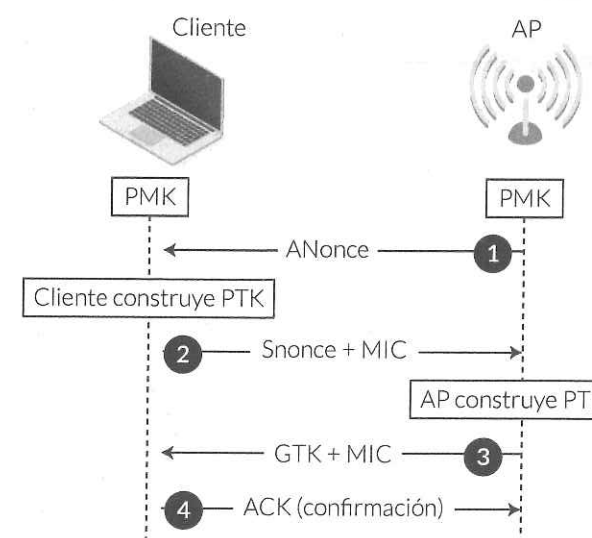 Cliente
AP
PMK
PMK
ANonce 1
Cliente construye PTK
2 Snonce + MIC
AP construye PT
GTK + MIC 3
4 ACK (confirmación)